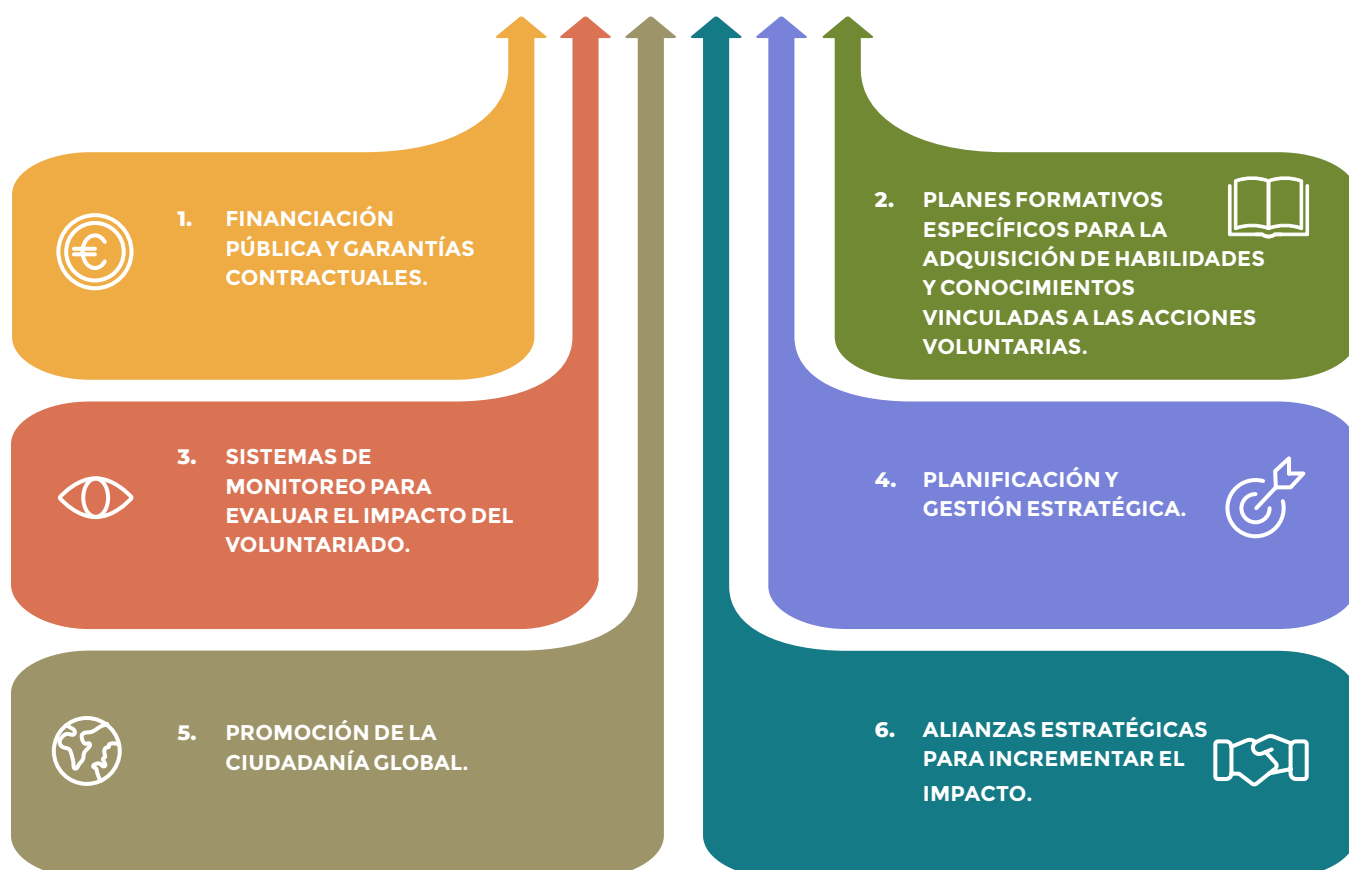 1. FINANCIACIÓN
PÚBLICA Y GARANTÍAS
CONTRACTUALES.
2. PLANES FORMATIVOS
ESPECÍFICOS PARA LA
ADQUISICIÓN DE HABILIDADES
Y CONOCIMIENTOS
VINCULADAS A LAS ACCIONES
VOLUNTARIAS.
3. SISTEMAS DE
MONITOREO PARA
EVALUAR EL IMPACTO DEL
VOLUNTARIADO.
4. PLANIFICACIÓN Y
GESTIÓN ESTRATÉGICA.
5. PROMOCIÓN DE LA
CIUDADANÍA GLOBAL.
6. ALIANZAS ESTRATÉGICAS
PARA INCREMENTAR EL
IMPACTO.